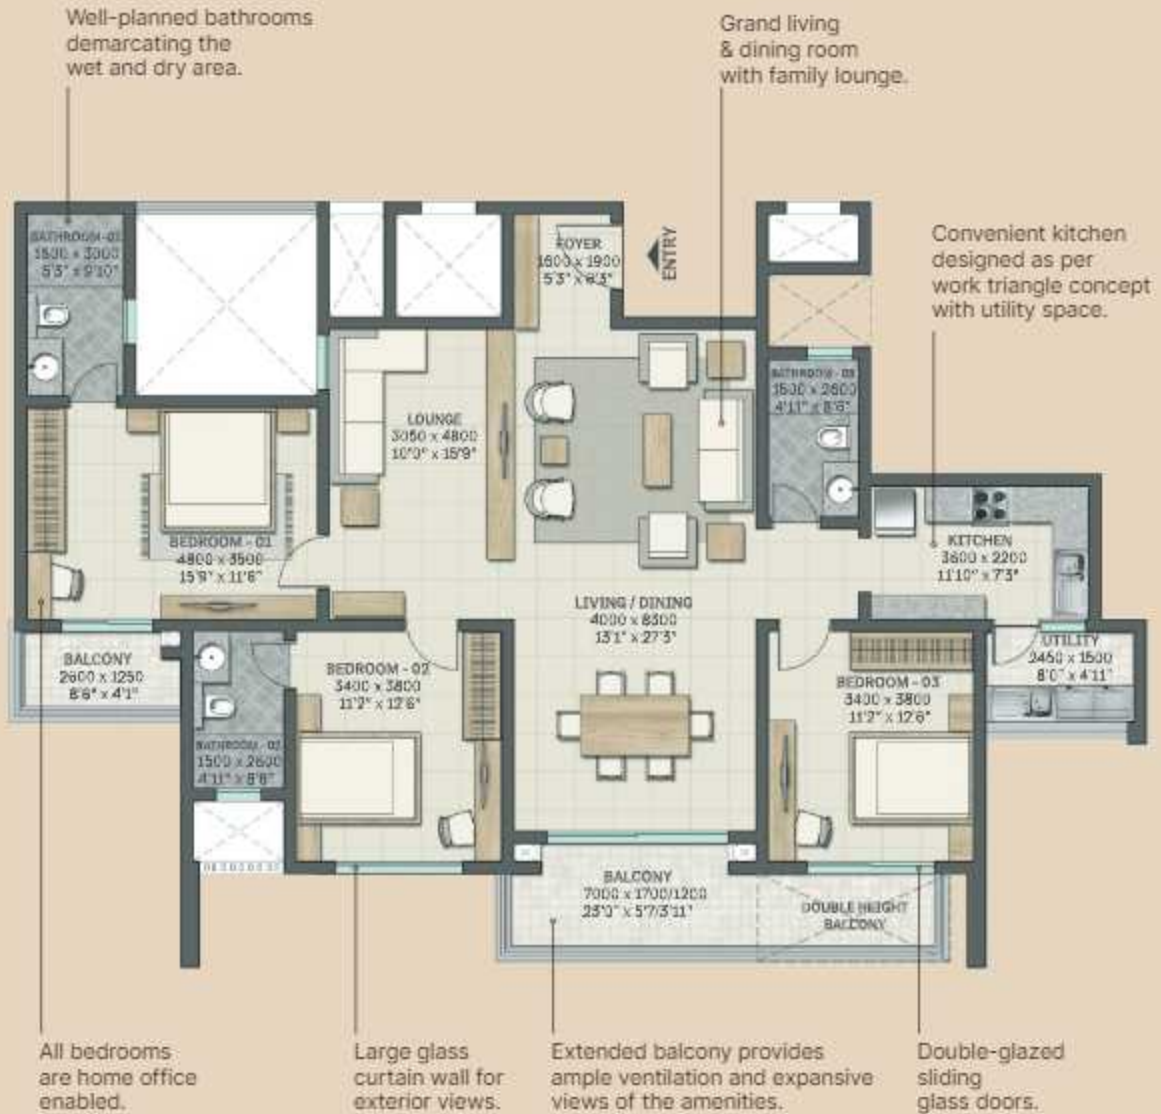 Well-planned bathrooms
demarcating the
wet and dry area.
Grand living
& dining room
with family lounge.
Convenient kitchen
designed as per
work triangle concept
with utility space.
BATHROOM-01
1500 x 3000
5'3" x 9'10"
FOYER
1600 x 1900
5'3" x 6'3"
ENTRY
LOUNGE
3050 x 4800
10'0" x 15'9"
BATHROOM - 03
1500 x 2600
4'11" x 8'6"
BEDROOM - 01
4800 x 3500
15'9" x 11'6"
KITCHEN
3600 x 2200
11'10" x 7'3"
LIVING / DINING
4000 x 8300
13'1" x 27'3"
BALCONY
2600 x 1250
8'6" x 4'1"
BEDROOM - 02
3400 x 3800
11'2" x 12'6"
BEDROOM - 03
3400 x 3800
11'2" x 12'6"
UTILITY
2450 x 1500
8'0" x 4'11"
BATHROOM - 02
1500 x 2600
4'11" x 8'6"
BALCONY
7000 x 1700/1200
23'0" x 5'7/3'11"
DOUBLE HEIGHT
BALCONY
All bedrooms
are home office
enabled.
Large glass
curtain wall for
exterior views.
Extended balcony provides
ample ventilation and expansive
views of the amenities.
Double-glazed
sliding
glass doors.